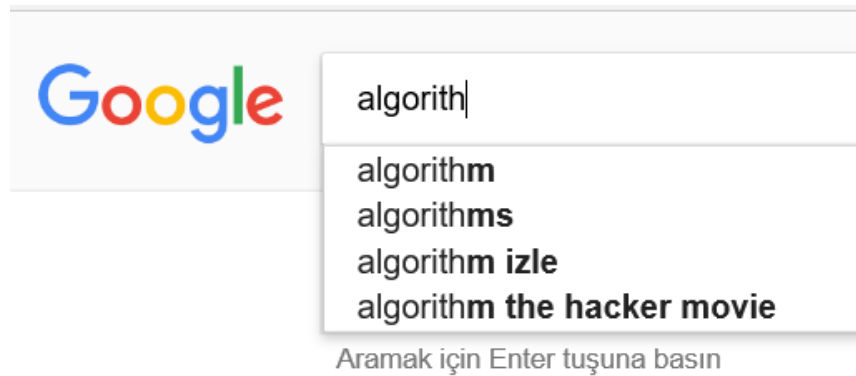 Google
algorith
algorithm
algorithms
algorithm izle
algorithm the hacker movie
Aramak için Enter tuşuna basın